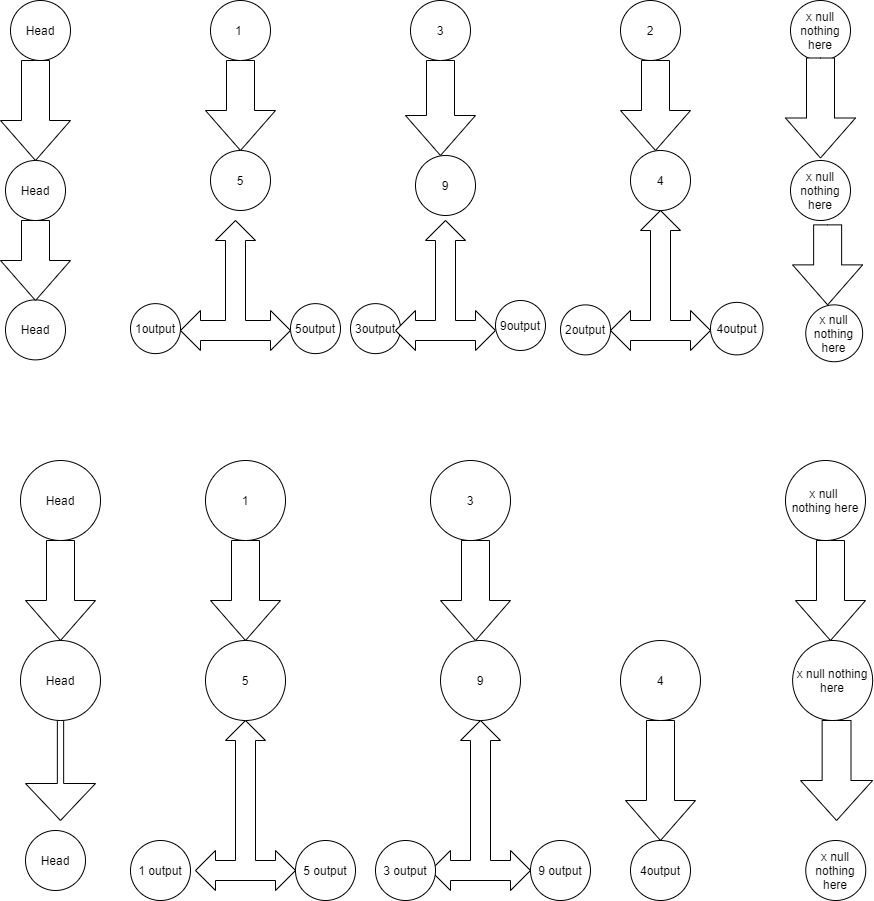 Head
1
3
2
x null
nothing
here
Head
5
9
4
x null
nothing
here
Head
1output
5output
3output
9output
2output
4output
x null
nothing
here
Head
1
3
x null
nothing here
Head
5
9
4
x null nothing
here
Head
1 output
5 output
3 output
9 output
4output
x null
nothing
here